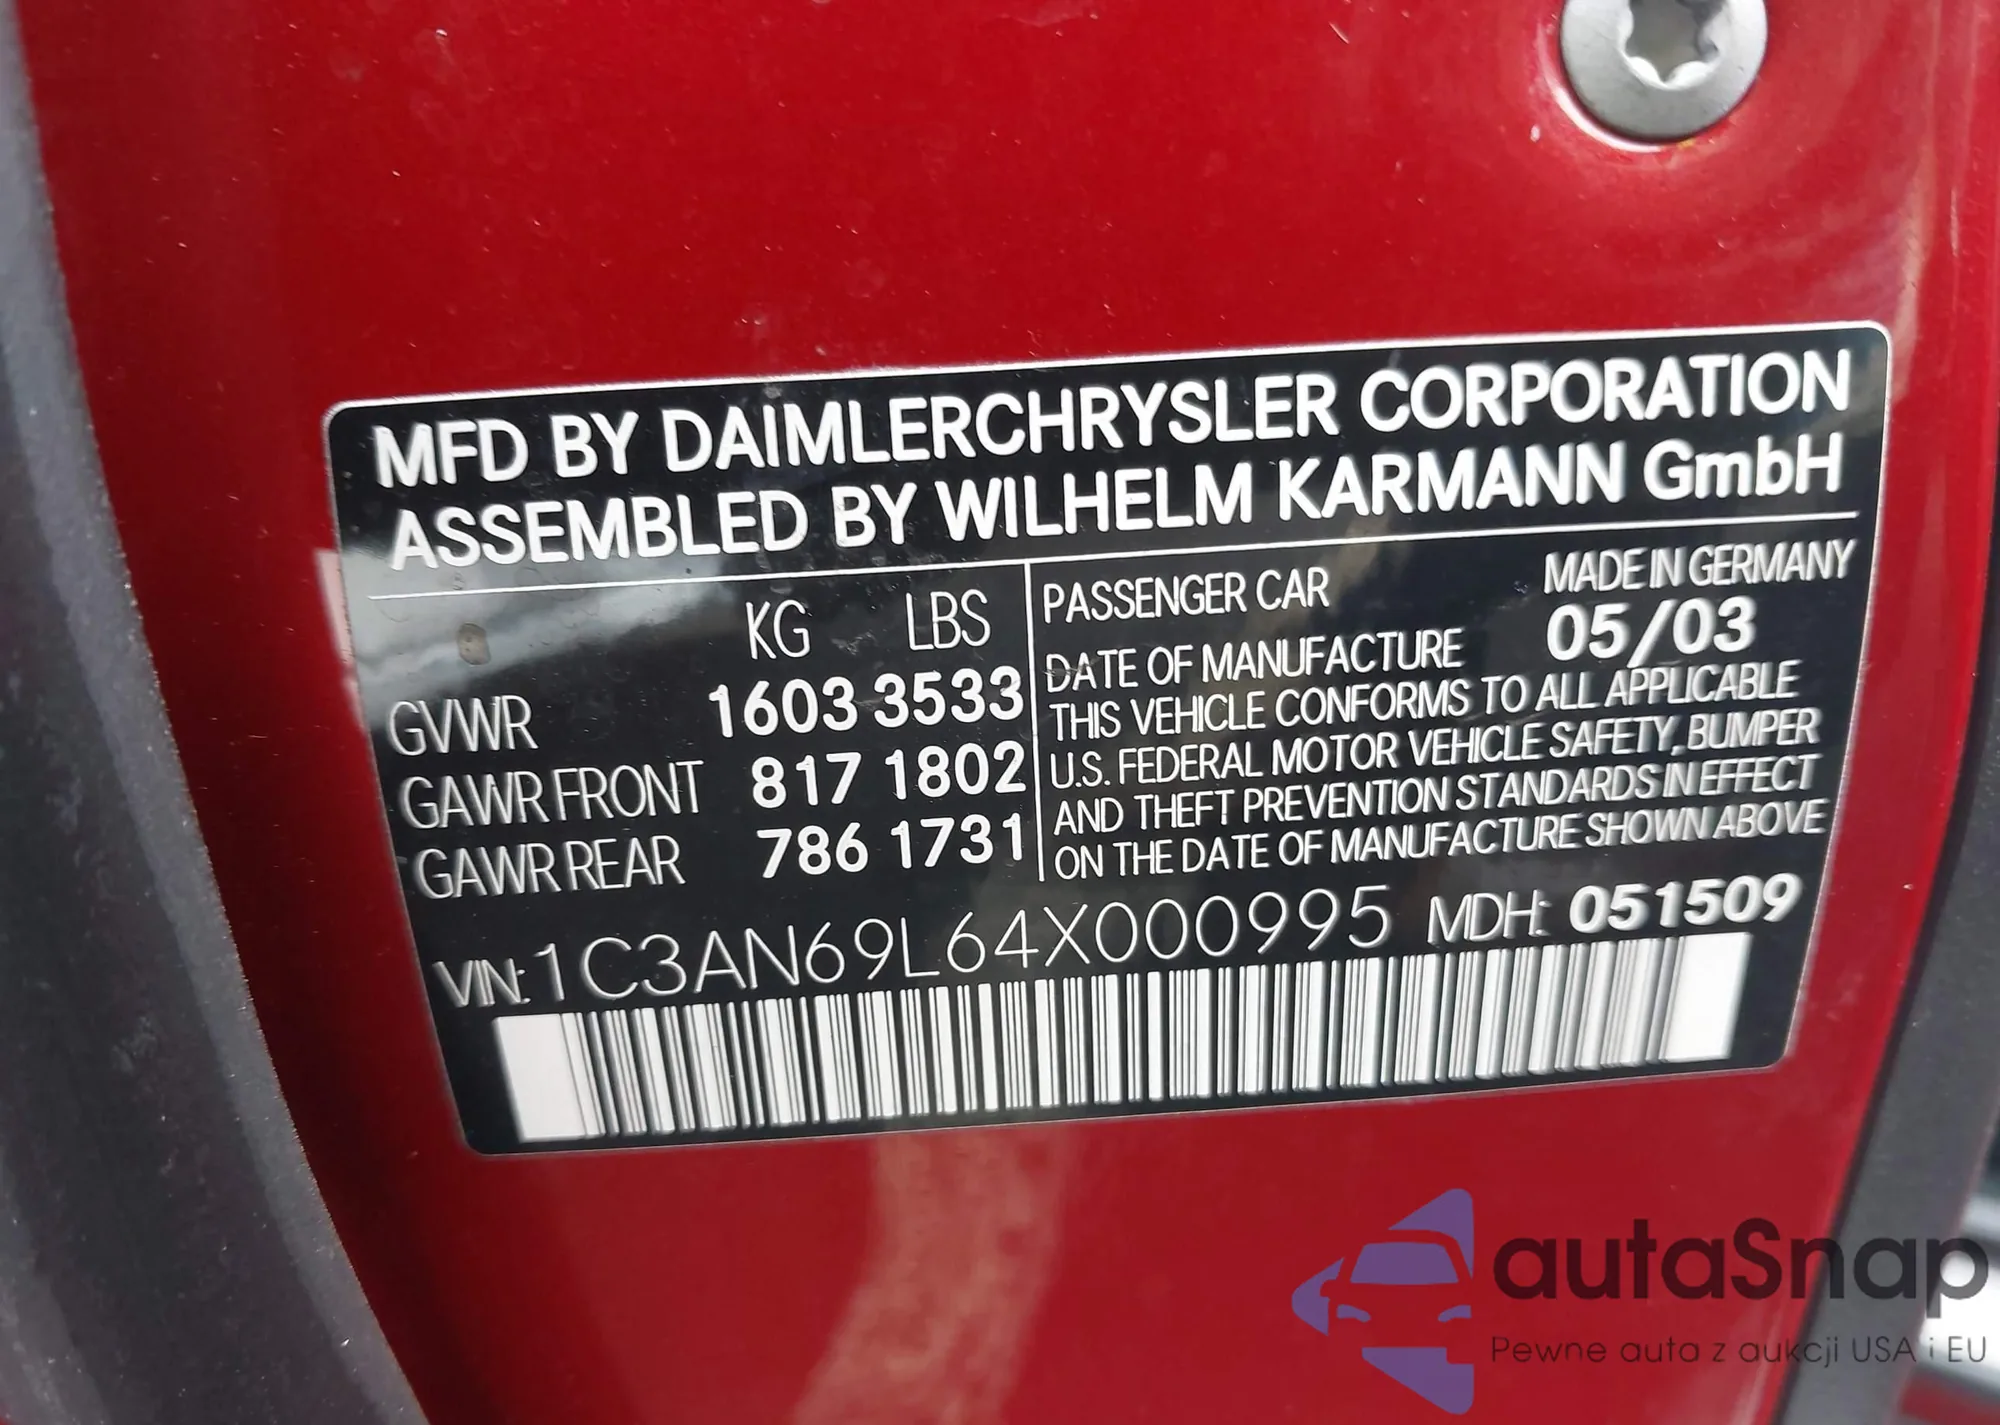 MFD BY DAIMLERCHRYSLER CORPORATION
ASSEMBLED BY WILHELM KARMANN GmbH
KG LBS
GVWR 1603 3533
GAWR FRONT 817 1802
GAWR REAR 786 1731
PASSENGER CAR MADE IN GERMANY
DATE OF MANUFACTURE 05/03
THIS VEHICLE CONFORMS TO ALL APPLICABLE
U.S. FEDERAL MOTOR VEHICLE SAFETY, BUMPER
AND THEFT PREVENTION STANDARDS IN EFFECT
ON THE DATE OF MANUFACTURE SHOWN ABOVE
VIN: 1C3AN69L64X000995 MDH: 051509
autaSnap
Pewne auta z aukcji USA i EU